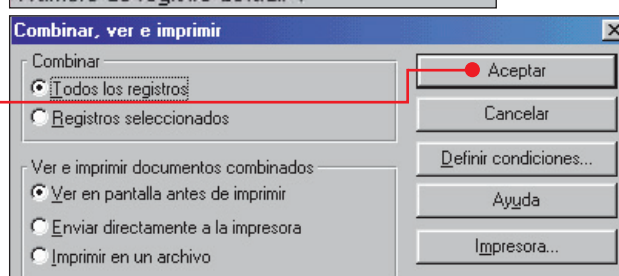 Combinar, ver e imprimir
Combinar
Todos los registros
Registros seleccionados
Ver e imprimir documentos combinados
Ver en pantalla antes de imprimir
Enviar directamente a la impresora
Imprimir en un archivo
Aceptar
Cancelar
Definir condiciones...
Ayuda
Impresora...